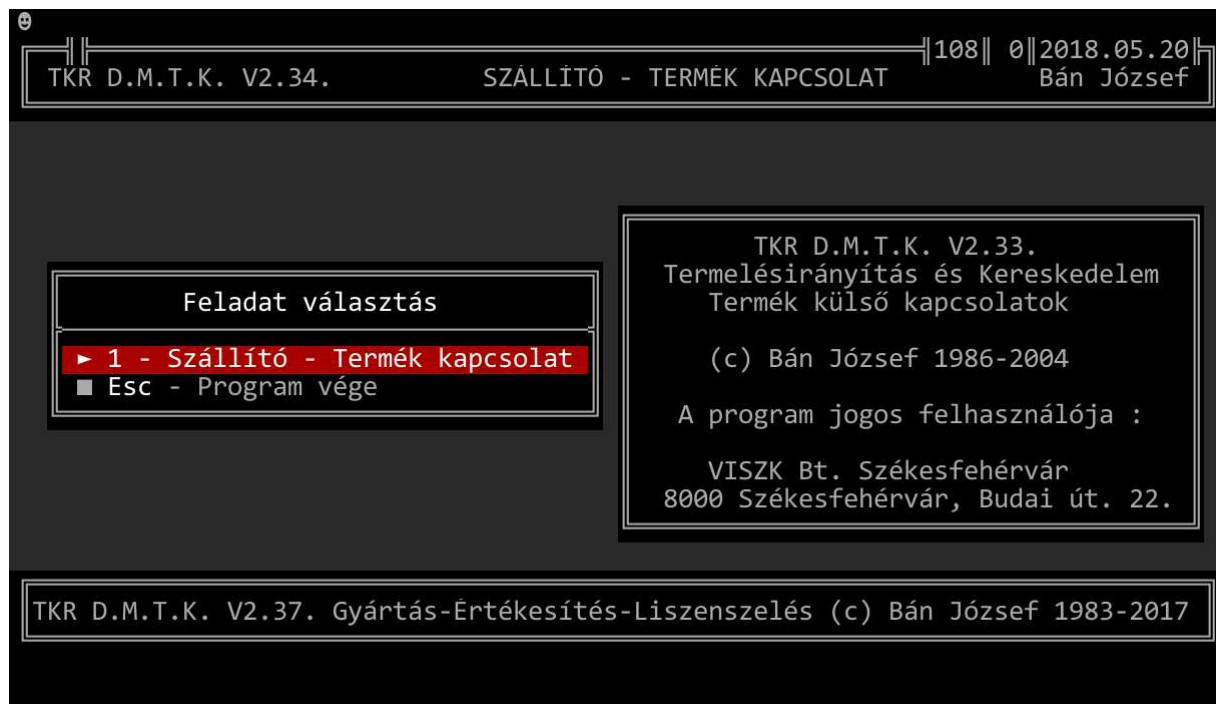 108 0 2018.05.20
TKR D.M.T.K. V2.34. SZÁLLÍTÓ - TERMÉK KAPCSOLAT Bán József
Feladat választás
► 1 - Szállító - Termék kapcsolat
■ Esc - Program vége
TKR D.M.T.K. V2.33.
Termelésirányítás és Kereskedelem
Termék külső kapcsolatok
(c) Bán József 1986-2004
A program jogos felhasználója :
VISZK Bt. Székesfehérvár
8000 Székesfehérvár, Budai út. 22.
TKR D.M.T.K. V2.37. Gyártás-Értékesítés-Liszenszelés (c) Bán József 1983-2017